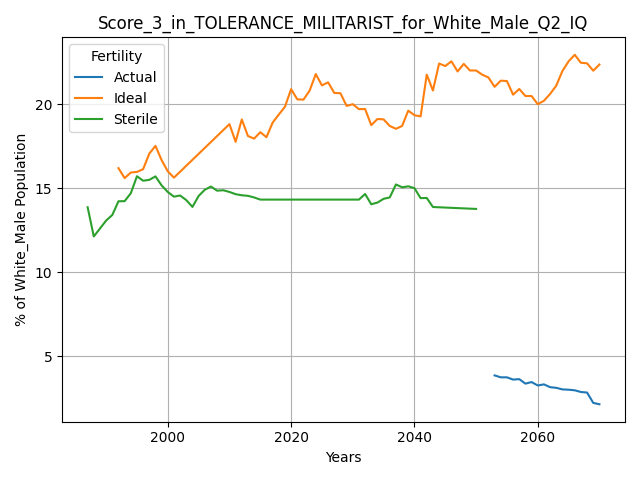 Score_3_in_TOLERANCE_MILITARIST_for_White_Male_Q2_IQ
Fertility
Actual
Ideal
Sterile
% of White_Male Population
20
15
10
5
2000 2020 2040 2060
Years